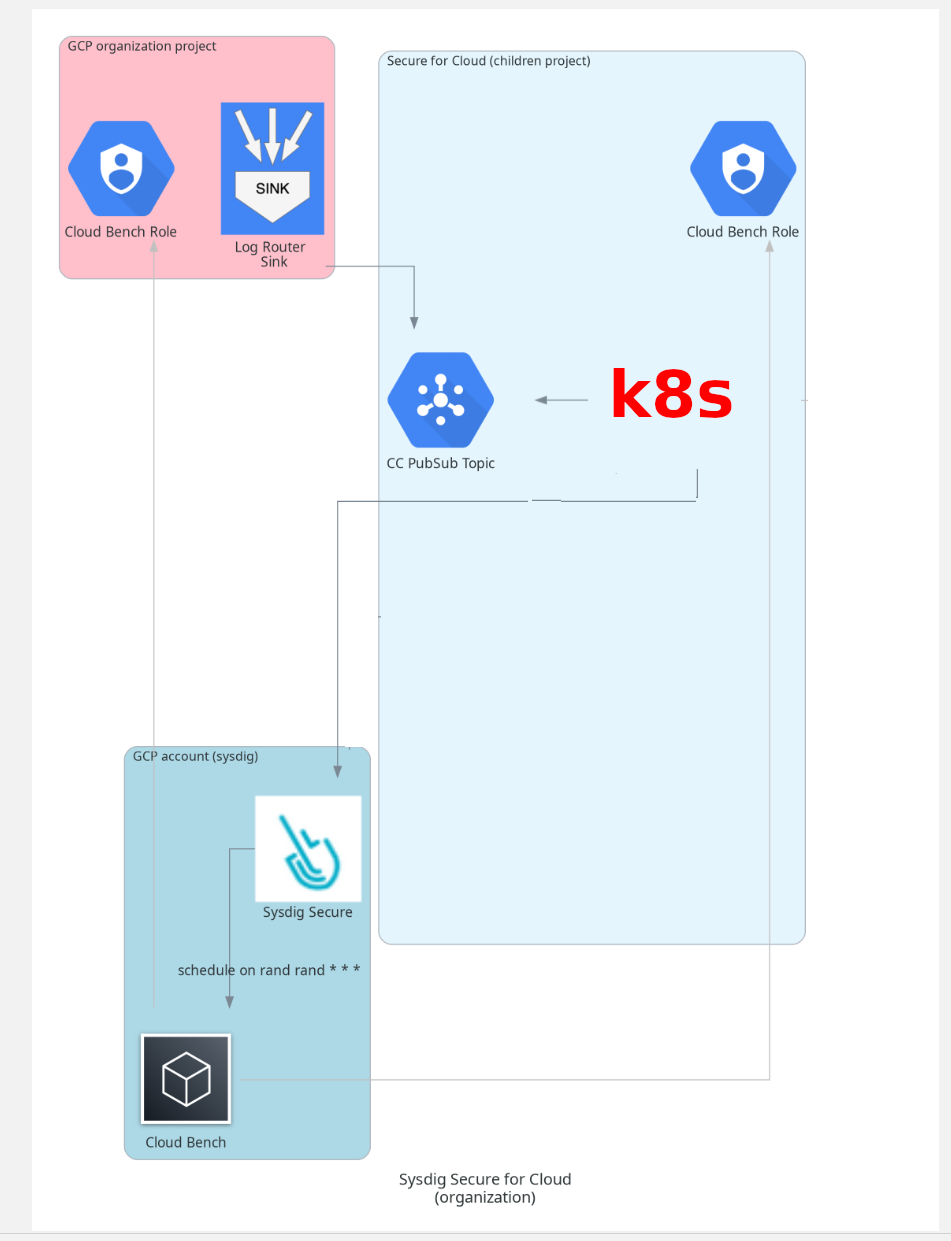 GCP organization project
Secure for Cloud (children project)
SINK
Cloud Bench Role
Log Router
Sink
Cloud Bench Role
k8s
CC PubSub Topic
GCP account (sysdig)
Sysdig Secure
schedule on rand rand * * *
Cloud Bench
Sysdig Secure for Cloud
(organization)